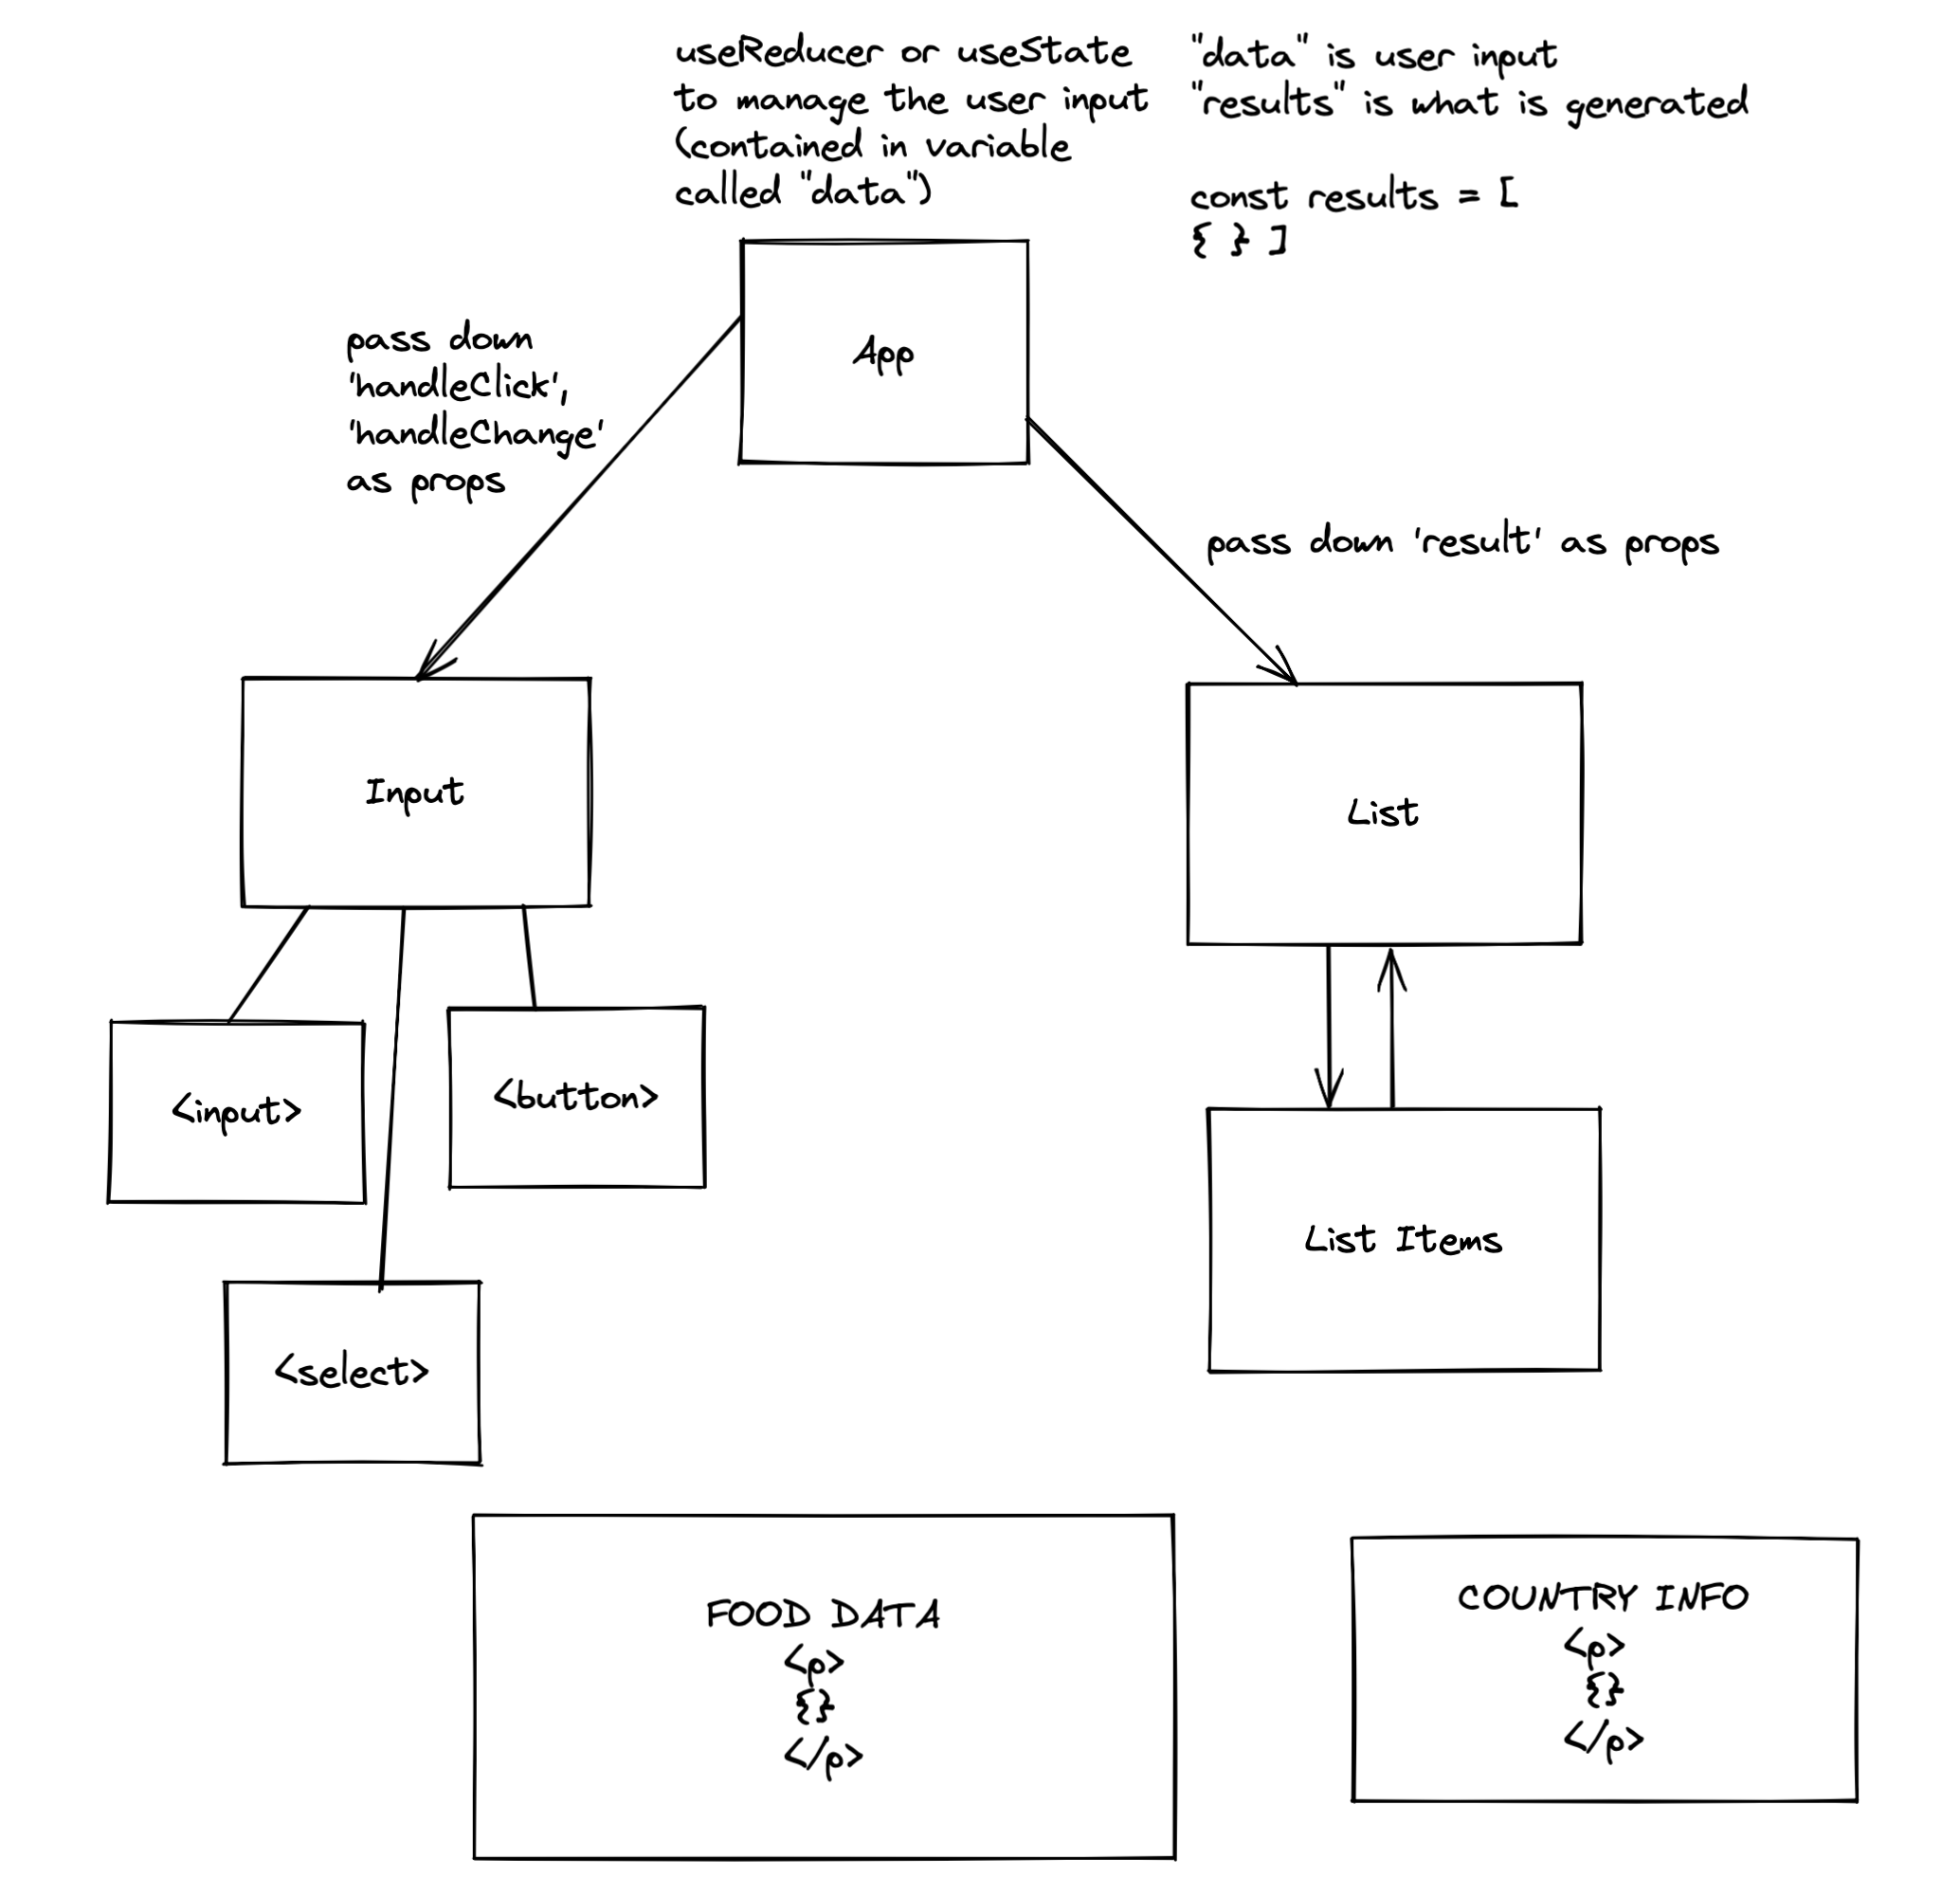 useReducer or useState
to manage the user input
(contained in variable
called "data")
"data" is user input
"results" is what is generated
const results = [
{ } ]
App
pass down
'handleClick',
'handleChange'
as props
pass down 'result' as props
Input
List
<input>
<button>
<select>
List Items
FOOD DATA
<p>
{}
</p>
COUNTRY INFO
<p>
{}
</p>